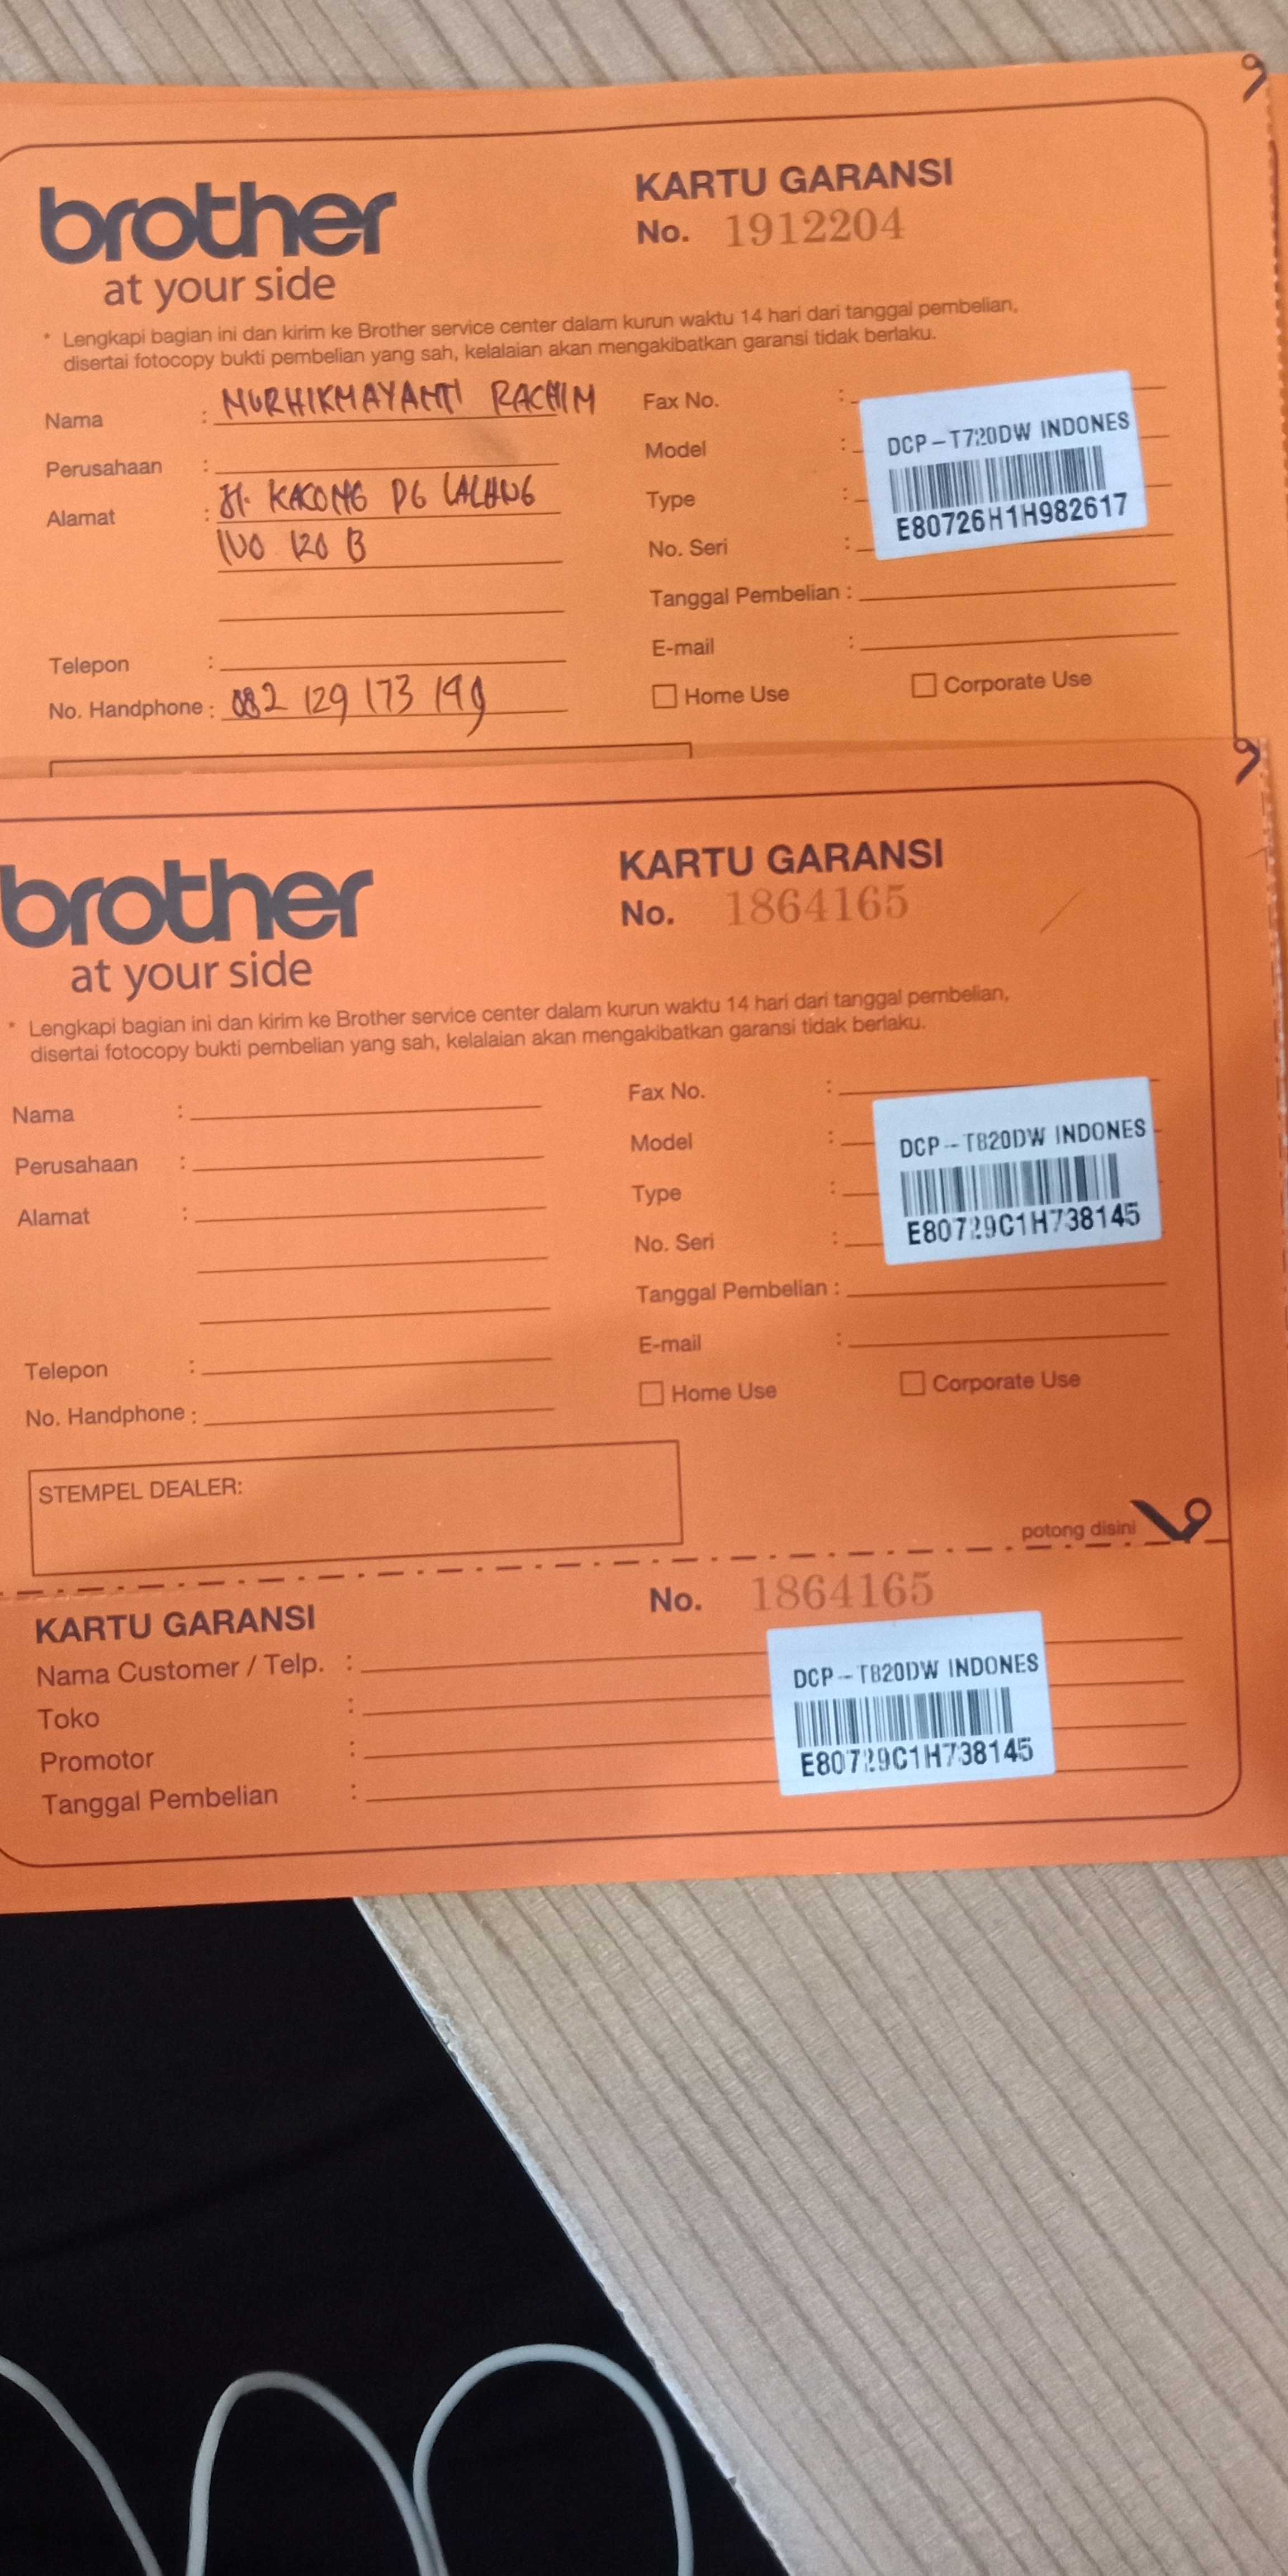 brother
at your side
KARTU GARANSI
No. 1912204
* Lengkapi bagian ini dan kirim ke Brother service center dalam kurun waktu 14 hari dari tanggal pembelian,
disertai fotocopy bukti pembelian yang sah, kelalaian akan mengakibatkan garansi tidak berlaku.
Nama : NURHIKMAYANTI RACHIM
Perusahaan :
Alamat : Jl. KACONG DG LALANG
NO 120 B
Telepon :
No. Handphone : 082 129 173 149
Fax No. :
Model :
Type :
No. Seri :
DCP-T720DW INDONES
E80726H1H982617
Tanggal Pembelian :
E-mail :
Home Use
Corporate Use
brother
at your side
KARTU GARANSI
No. 1864165
* Lengkapi bagian ini dan kirim ke Brother service center dalam kurun waktu 14 hari dari tanggal pembelian,
disertai fotocopy bukti pembelian yang sah, kelalaian akan mengakibatkan garansi tidak berlaku.
Nama :
Perusahaan :
Alamat :
Telepon :
No. Handphone :
Fax No. :
Model :
Type :
No. Seri :
DCP-T820DW INDONES
E80729C1H738145
Tanggal Pembelian :
E-mail :
Home Use
Corporate Use
STEMPEL DEALER:
potong disini
KARTU GARANSI
No. 1864165
Nama Customer / Telp. :
Toko :
Promotor :
Tanggal Pembelian :
DCP-T820DW INDONES
E80729C1H738145